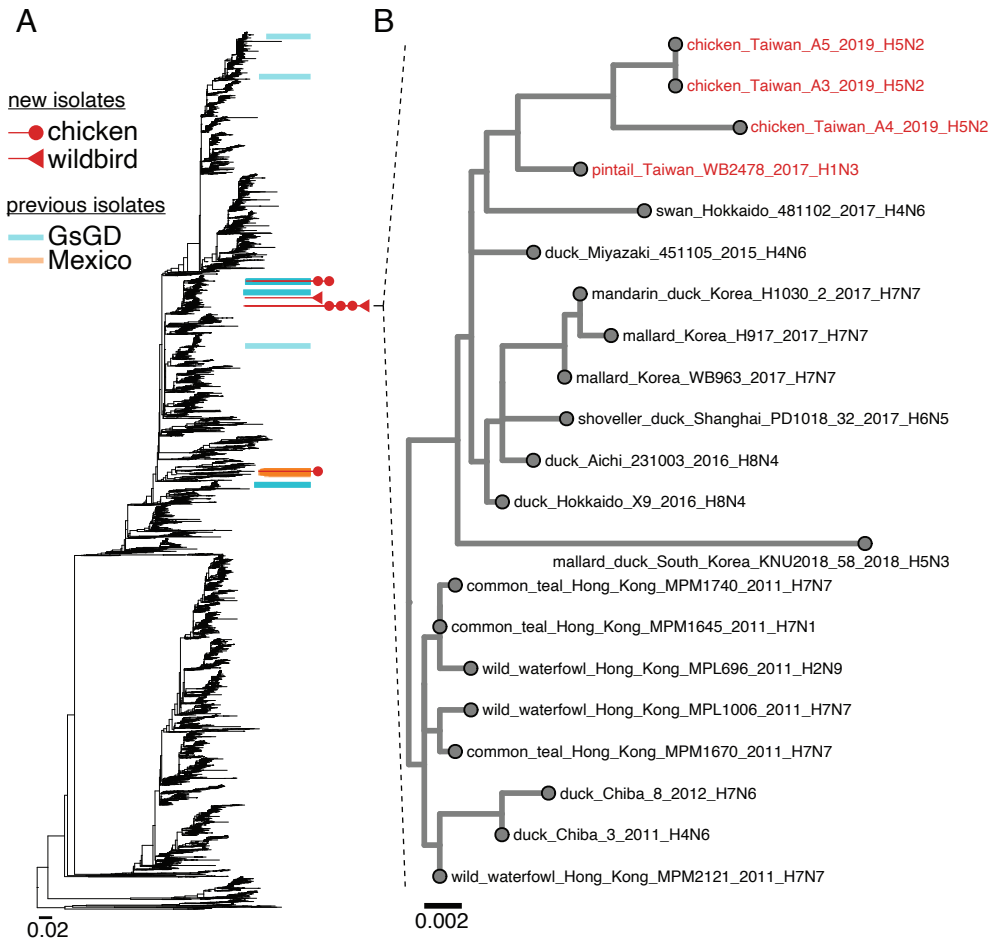 A
new isolates
chicken
wildbird
previous isolates
GsGD
Mexico
0.02
B
chicken_Taiwan_A5_2019_H5N2
chicken_Taiwan_A3_2019_H5N2
chicken_Taiwan_A4_2019_H5N2
pintail_Taiwan_WB2478_2017_H1N3
swan_Hokkaido_481102_2017_H4N6
duck_Miyazaki_451105_2015_H4N6
mandarin_duck_Korea_H1030_2_2017_H7N7
mallard_Korea_H917_2017_H7N7
mallard_Korea_WB963_2017_H7N7
shoveller_duck_Shanghai_PD1018_32_2017_H6N5
duck_Aichi_231003_2016_H8N4
duck_Hokkaido_X9_2016_H8N4
mallard_duck_South_Korea_KNU2018_58_2018_H5N3
common_teal_Hong_Kong_MPM1740_2011_H7N7
common_teal_Hong_Kong_MPM1645_2011_H7N1
wild_waterfowl_Hong_Kong_MPL696_2011_H2N9
wild_waterfowl_Hong_Kong_MPL1006_2011_H7N7
common_teal_Hong_Kong_MPM1670_2011_H7N7
duck_Chiba_8_2012_H7N6
duck_Chiba_3_2011_H4N6
wild_waterfowl_Hong_Kong_MPM2121_2011_H7N7
0.002